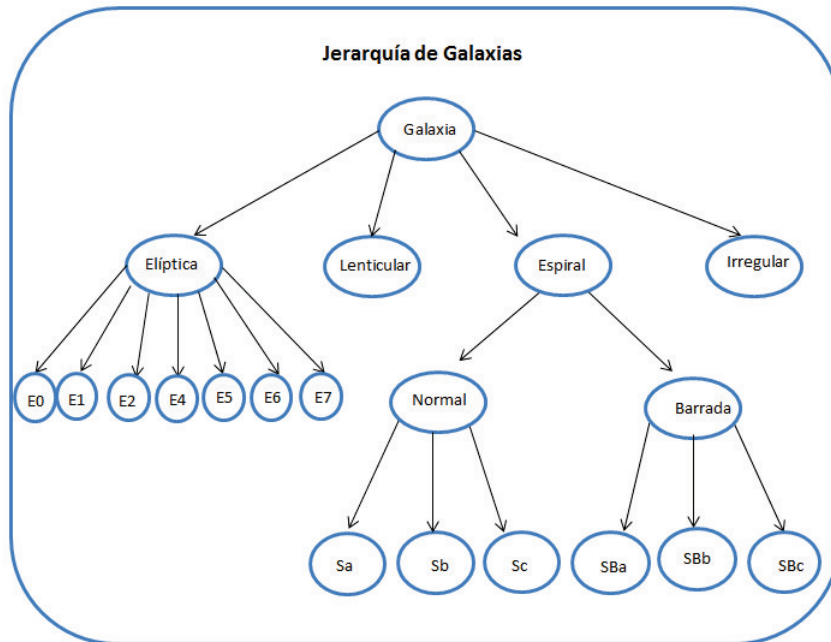 Jerarquía de Galaxias
Galaxia
Elíptica
Lenticular
Espiral
Irregular
E0
E1
E2
E4
E5
E6
E7
Normal
Barrada
Sa
Sb
Sc
SBa
SBb
SBc